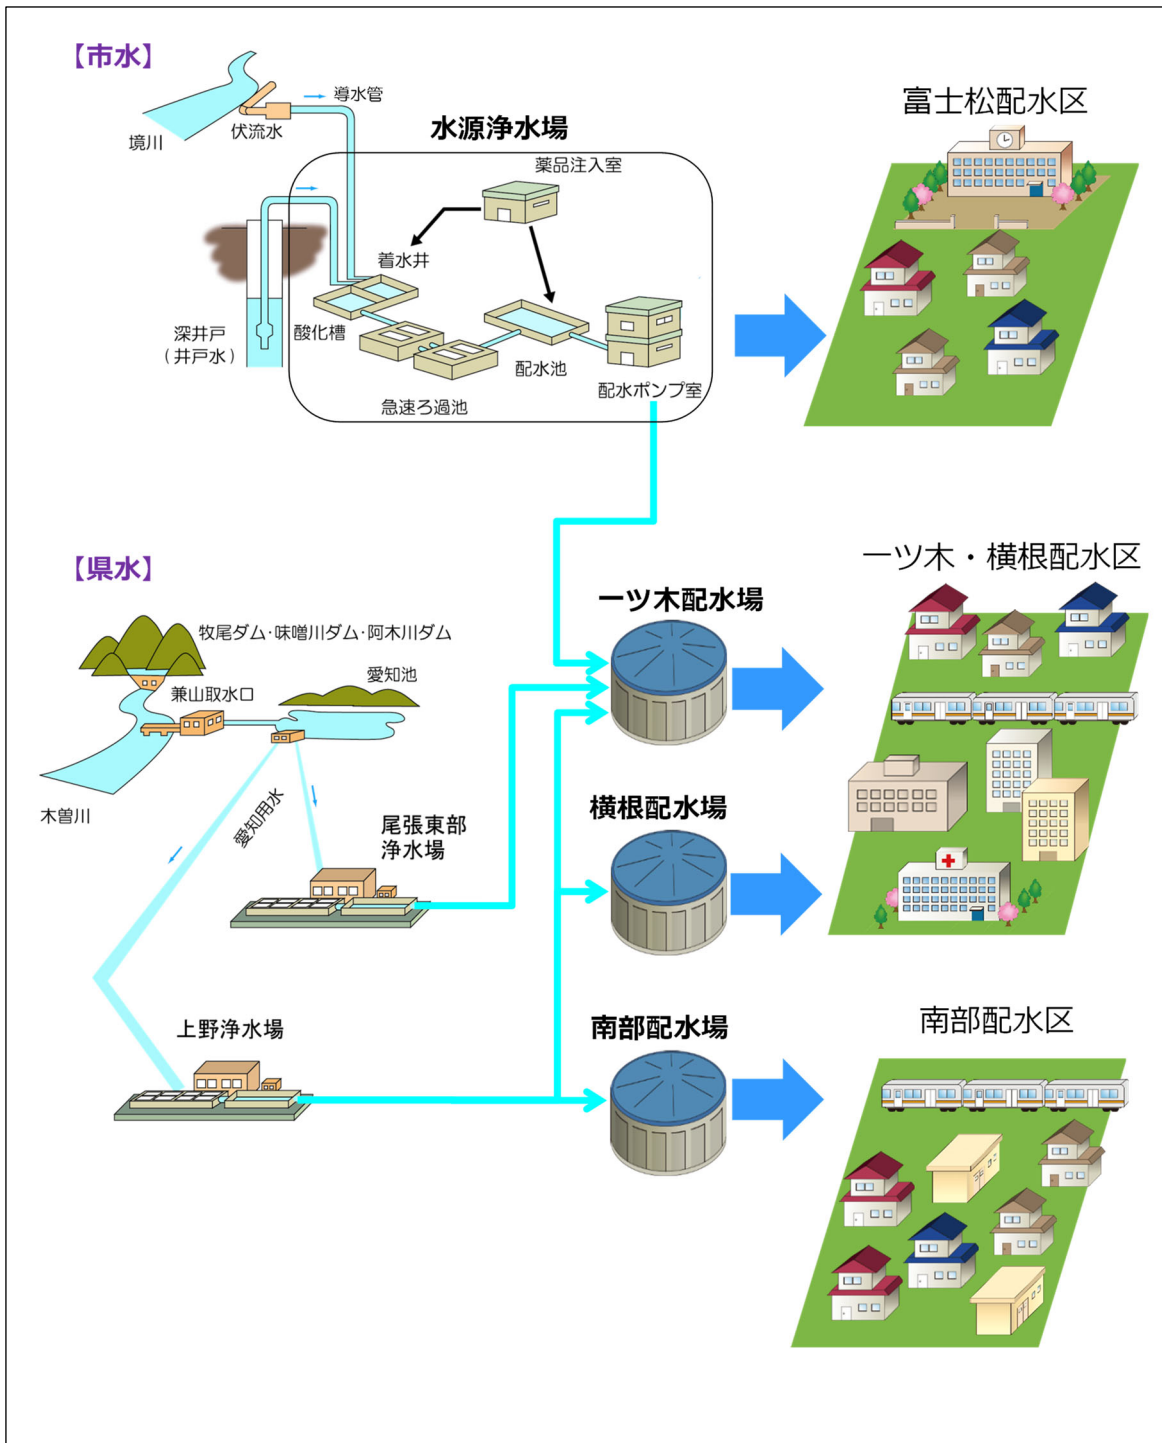 【市水】
境川
伏流水
導水管
水源浄水場
薬品注入室
着水井
深井戸
（井戸水）
酸化槽
急速ろ過池
配水池
配水ポンプ室
富士松配水区
【県水】
牧尾ダム・味噌川ダム・阿木川ダム
兼山取水口
愛知池
木曽川
愛知用水
尾張東部
浄水場
上野浄水場
一ツ木配水場
横根配水場
南部配水場
一ツ木・横根配水区
南部配水区